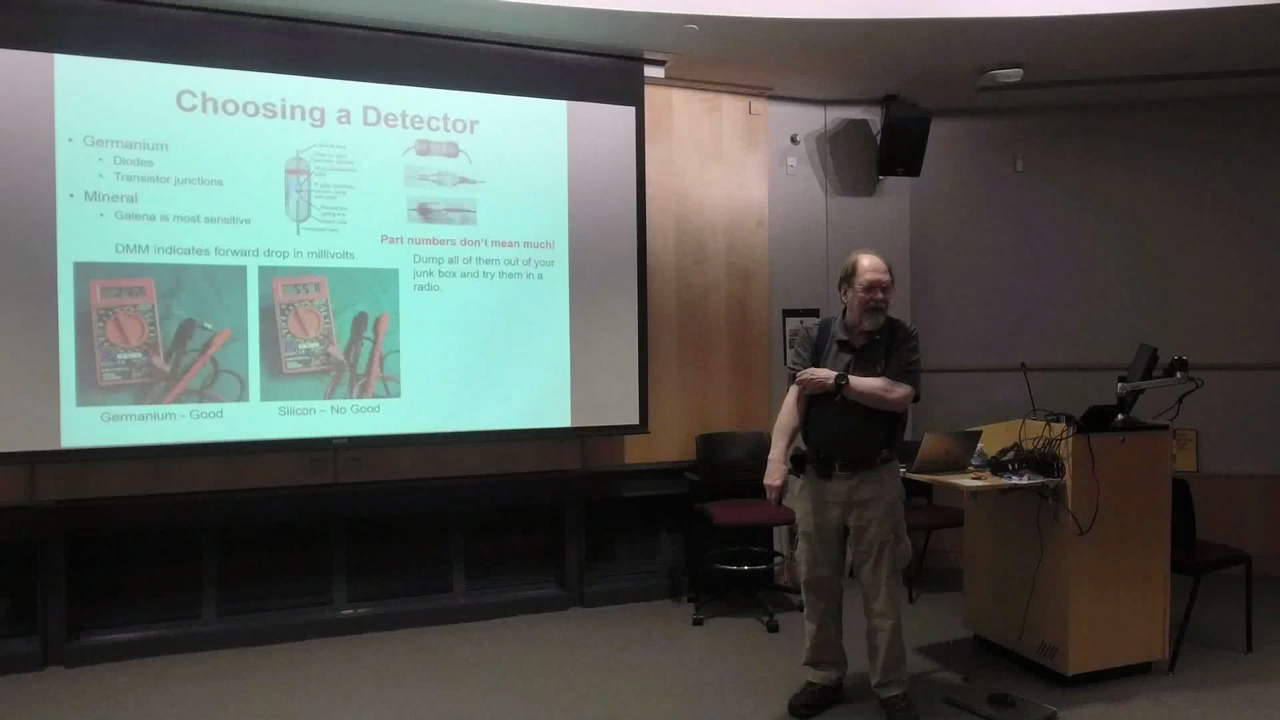 Choosing a Detector
• Germanium
• Diodes
• Transistor junctions
• Mineral
• Galena is most sensitive
DMM indicates forward drop in millivolts.
Part numbers don't mean much!
Dump all of them out of your
junk box and try them in a
radio.
Germanium - Good
Silicon – No Good